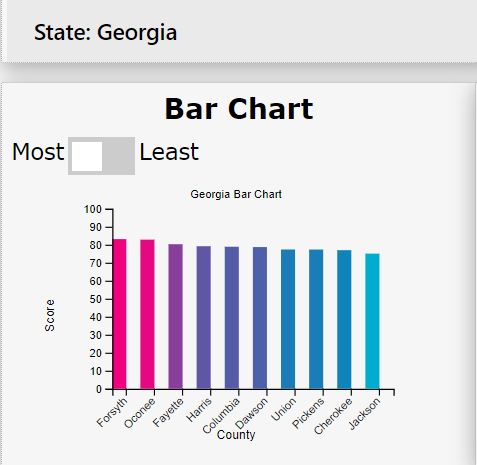 State: Georgia
Bar Chart
Most Least
Georgia Bar Chart
100
90
80
70
60
50
40
30
20
10
0
Score
Forsyth Oconee Fayette Harris Columbia Dawson Union Pickens Cherokee Jackson
County